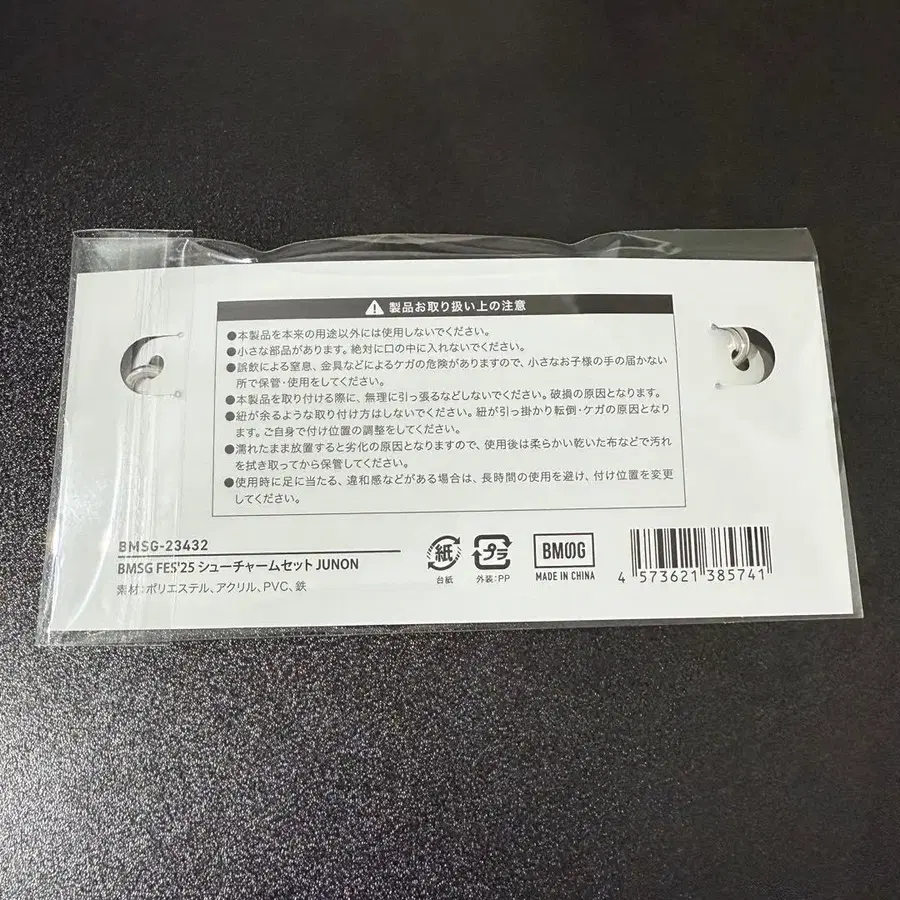 製品お取り扱い上の注意
●本製品を本来の用途以外には使用しないでください。
●小さな部品があります。絶対に口の中に入れないでください。
●誤飲による窒息、金具などによるケガの危険がありますので、小さなお子様の手の届かない
所で保管・使用をしてください。
●本製品を取り付ける際に、無理に引っ張るなどしないでください。破損の原因となります。
●紐が余るような取り付け方はしないでください。紐が引っ掛かり転倒・ケガの原因となり
ます。ご自身で付け位置の調整をしてください。
●濡れたまま放置すると劣化の原因となりますので、使用後は柔らかい乾いた布などで汚れ
を拭き取ってから保管してください。
●使用時に足に当たる、違和感などがある場合は、長時間の使用を避け、付け位置を変更
してください。
BMSG-23432
BMSG FES'25 シューチャームセット JUNON
素材:ポリエステル、アクリル、PVC、鉄
紙
台紙
プラ
外装:PP
BMSG
MADE IN CHINA
4 573621 385741